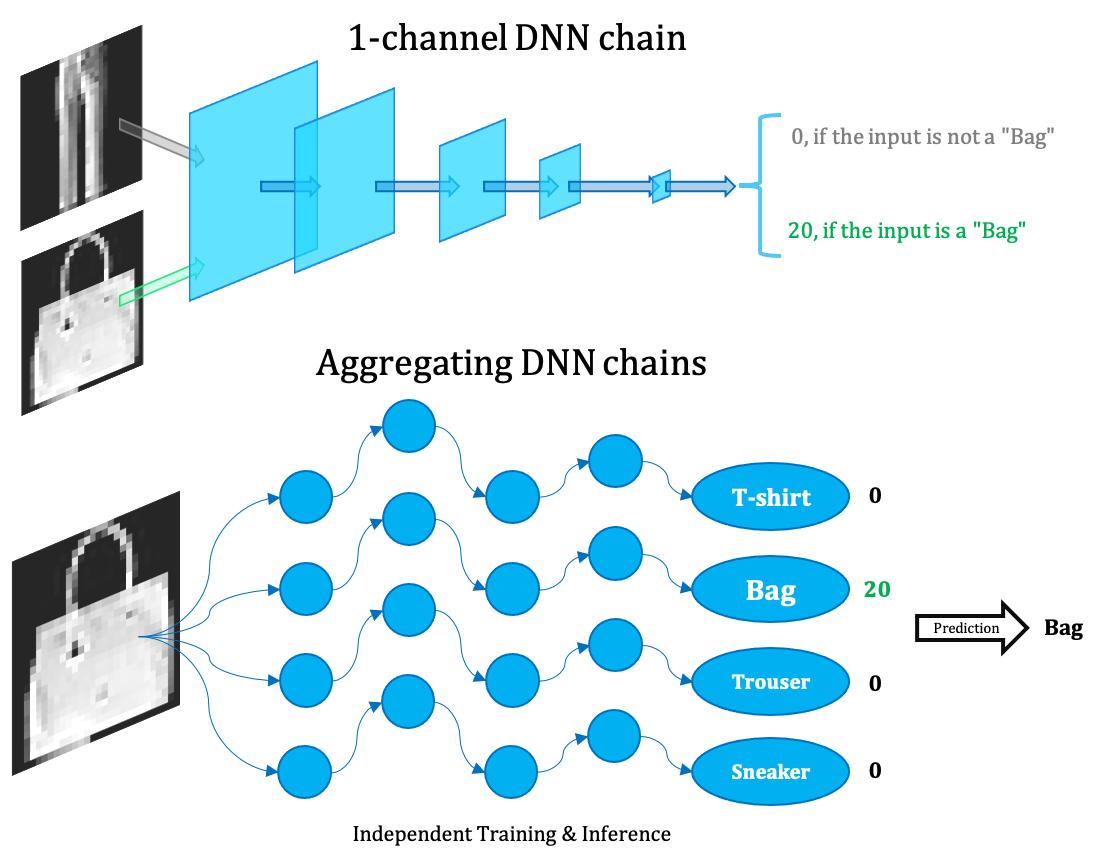 1-channel DNN chain
0, if the input is not a "Bag"
20, if the input is a "Bag"
Aggregating DNN chains
T-shirt 0
Bag 20
Trouser 0
Sneaker 0
Prediction
Bag
Independent Training & Inference